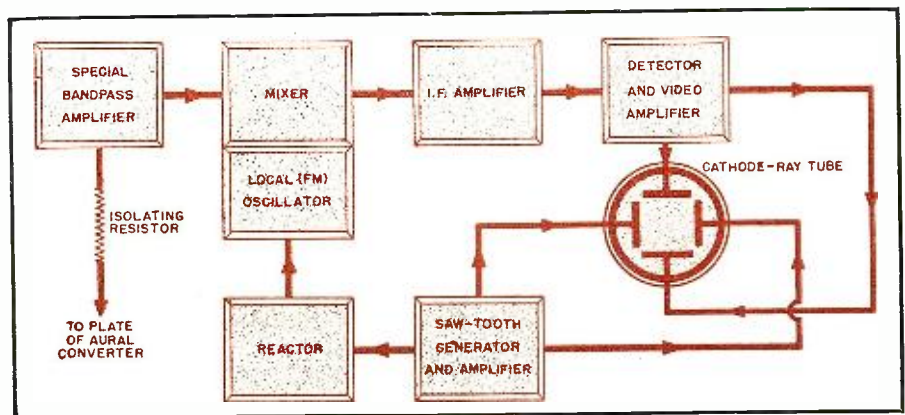 SPECIAL
BANDPASS
AMPLIFIER
MIXER
I.F. AMPLIFIER
DETECTOR
AND VIDEO
AMPLIFIER
CATHODE-RAY TUBE
LOCAL (FM)
OSCILLATOR
ISOLATING
RESISTOR
TO PLATE
OF AURAL
CONVERTER
REACTOR
SAW-TOOTH
GENERATOR
AND AMPLIFIER